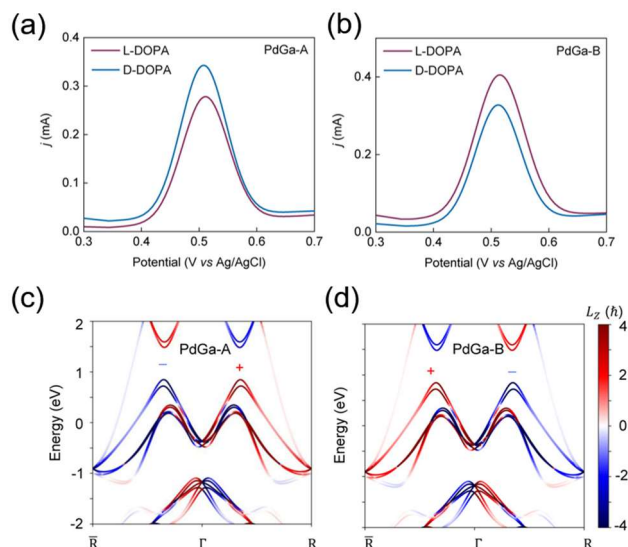 (a)
(b)
L-DOPA
D-DOPA
PdGa-A
L-DOPA
D-DOPA
PdGa-B
j (mA)
0.4
0.3
0.2
0.1
0.0
j (mA)
0.4
0.2
0.0
0.3 0.4 0.5 0.6 0.7
0.3 0.4 0.5 0.6 0.7
Potential (V vs Ag/AgCl)
Potential (V vs Ag/AgCl)
(c)
(d)
L_Z (ħ)
PdGa-A
− +
PdGa-B
+ −
Energy (eV)
2
1
0
-1
-2
Energy (eV)
4
2
0
-2
-4
R̅ Γ R
R̅ Γ R